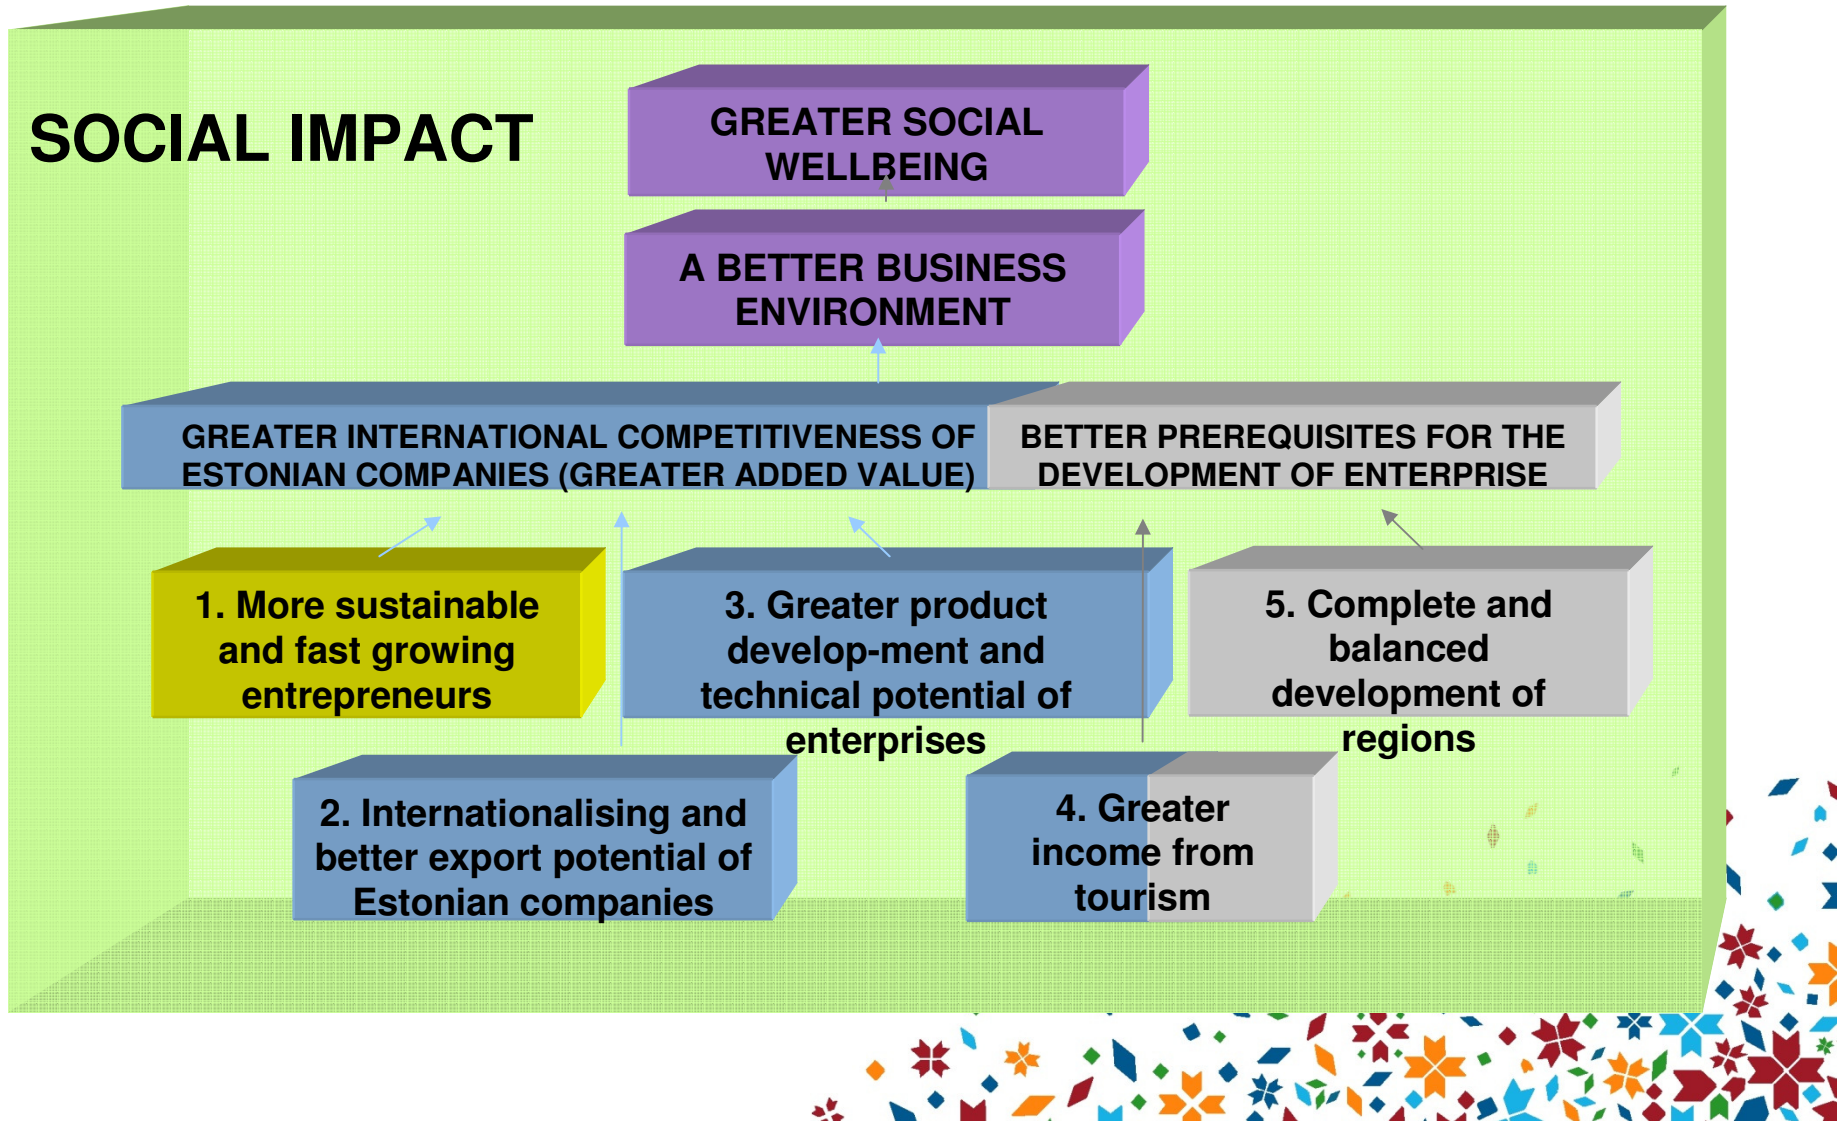 SOCIAL IMPACT
GREATER SOCIAL
WELLBEING
A BETTER BUSINESS
ENVIRONMENT
GREATER INTERNATIONAL COMPETITIVENESS OF
ESTONIAN COMPANIES (GREATER ADDED VALUE)
BETTER PREREQUISITES FOR THE
DEVELOPMENT OF ENTERPRISE
1. More sustainable
and fast growing
entrepreneurs
3. Greater product
develop-ment and
technical potential of
enterprises
5. Complete and
balanced
development of
regions
2. Internationalising and
better export potential of
Estonian companies
4. Greater
income from
tourism